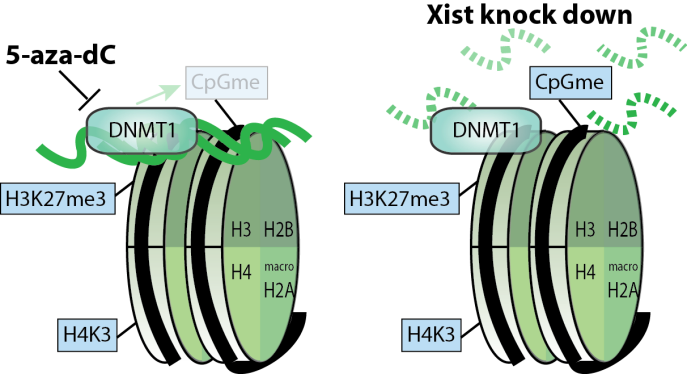 Xist knock down
5-aza-dC
CpGme
DNMT1
H3K27me3
H3
H2B
H4
macro
H2A
H4K3
CpGme
DNMT1
H3K27me3
H3
H2B
H4
macro
H2A
H4K3